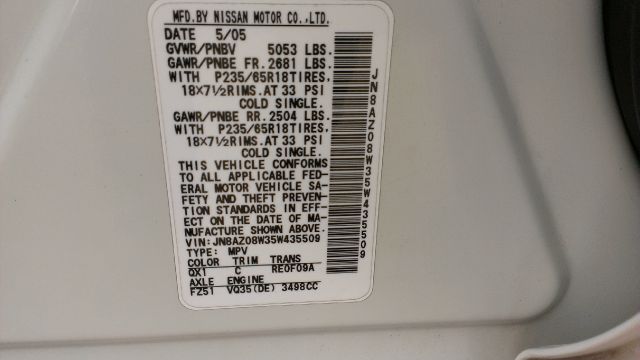 MFD.BY NISSAN MOTOR CO.,LTD.
DATE 5/05
GVWR/PNBV 5053 LBS.
GAWR/PNBE FR.2681 LBS.
WITH P235/65R18TIRES,
18X7½RIMS.AT 33 PSI
COLD SINGLE.
GAWR/PNBE RR.2504 LBS.
WITH P235/65R18TIRES,
18X7½RIMS.AT 33 PSI
COLD SINGLE.
THIS VEHICLE CONFORMS
TO ALL APPLICABLE FED-
ERAL MOTOR VEHICLE SA-
FETY AND THEFT PREVEN-
TION STANDARDS IN EFF-
ECT ON THE DATE OF MA-
NUFACTURE SHOWN ABOVE.
VIN:JN8AZ08W35W435509
TYPE: MPV
COLOR TRIM TRANS
QX1 C RE0F09A
AXLE ENGINE
FZ51 VQ35(DE) 3498CC
JN8AZ08W35W435509